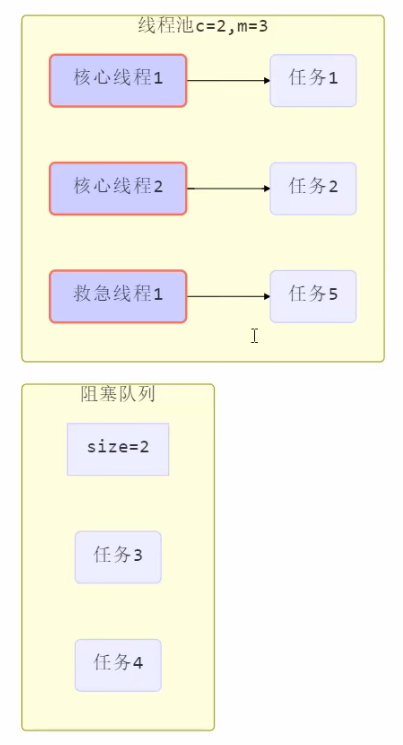 线程池c=2,m=3
核心线程1
任务1
核心线程2
任务2
救急线程1
任务5
阻塞队列
size=2
任务3
任务4